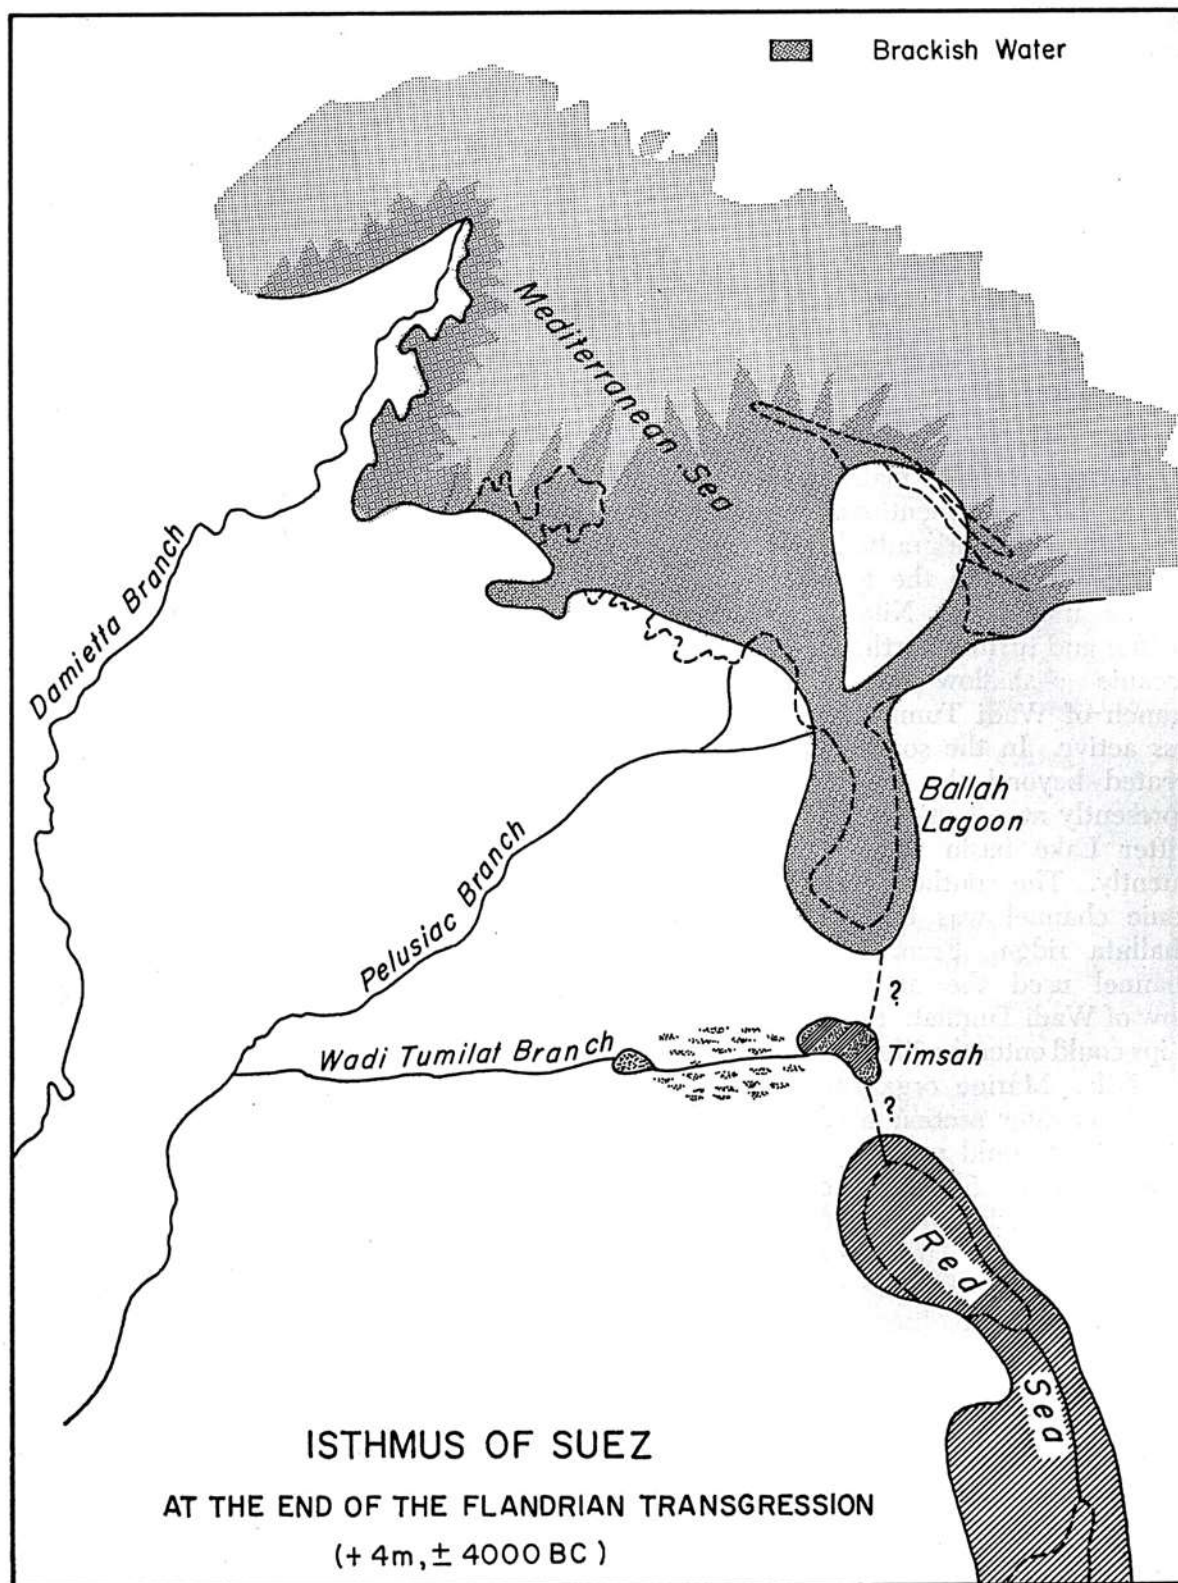 Brackish Water
Mediterranean Sea
Damietta Branch
Ballah
Lagoon
Pelusiac Branch
?
Wadi Tumilat Branch
Timsah
?
Red
Sea
ISTHMUS OF SUEZ
AT THE END OF THE FLANDRIAN TRANSGRESSION
(+ 4m, ± 4000 BC)